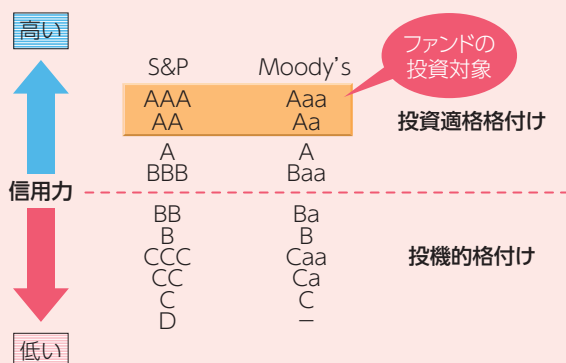 高い
ファンドの
投資対象
S&P Moody's
AAA Aaa
AA Aa
投資適格格付け
A A
BBB Baa
信用力
BB Ba
B B
CCC Caa
投機的格付け
CC Ca
C C
D –
低い